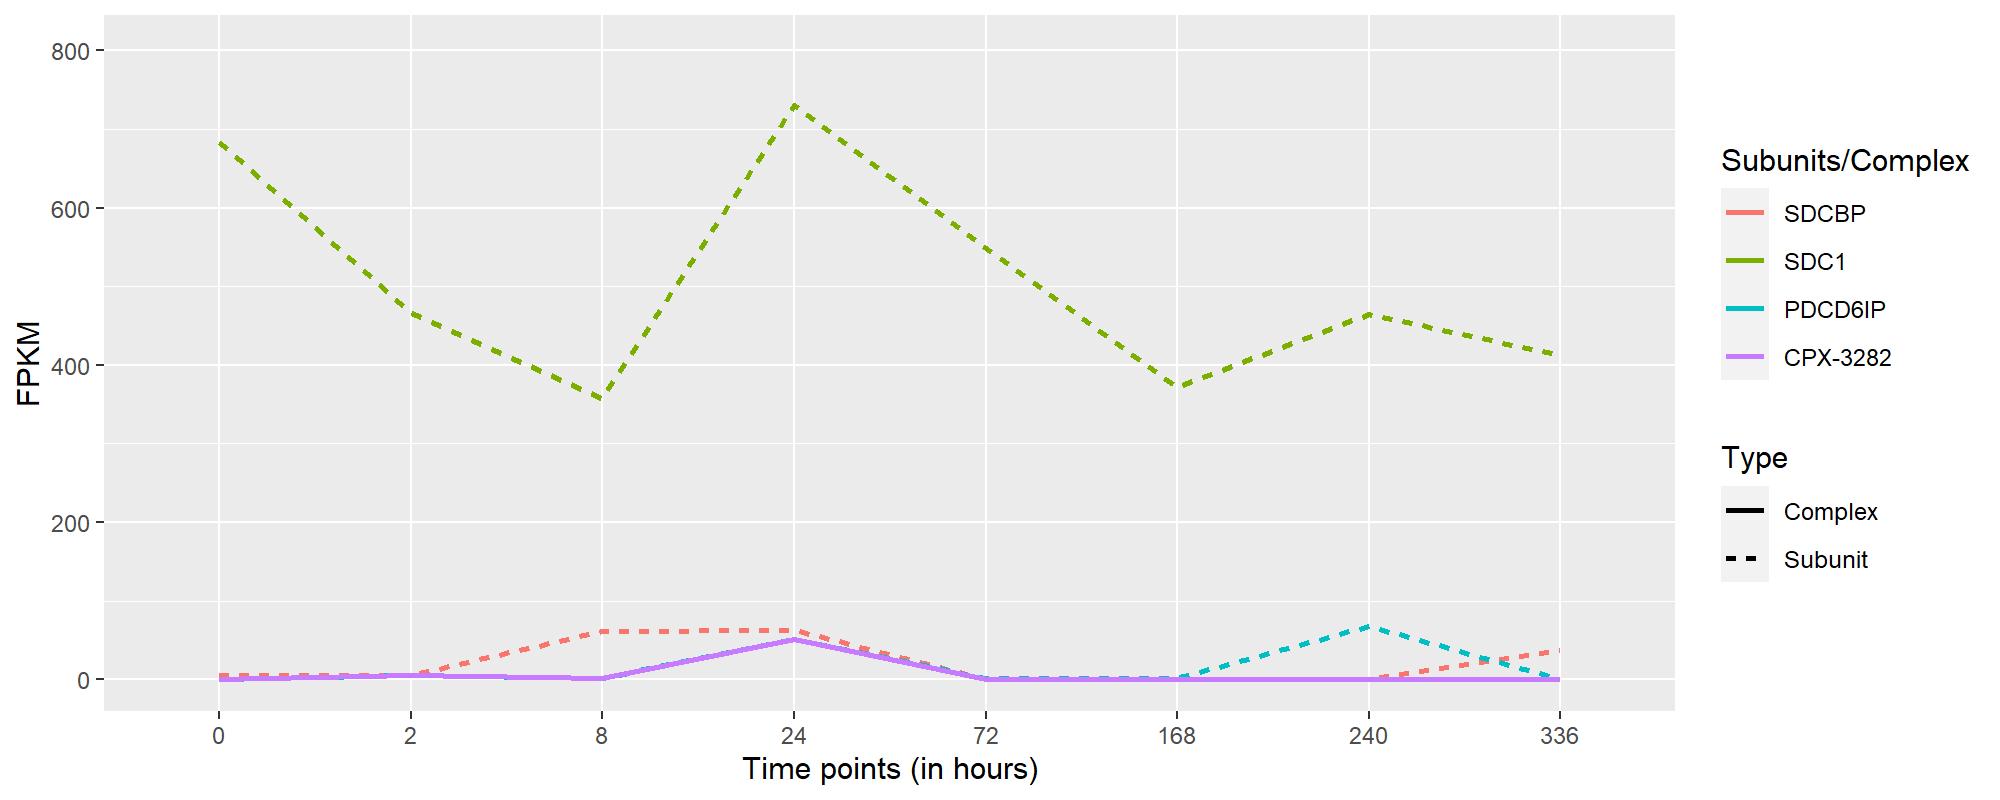 800
600
400
200
0
FPKM
0 2 8 24 72 168 240 336
Time points (in hours)
Subunits/Complex
SDCBP
SDC1
PDCD6IP
CPX-3282
Type
Complex
Subunit